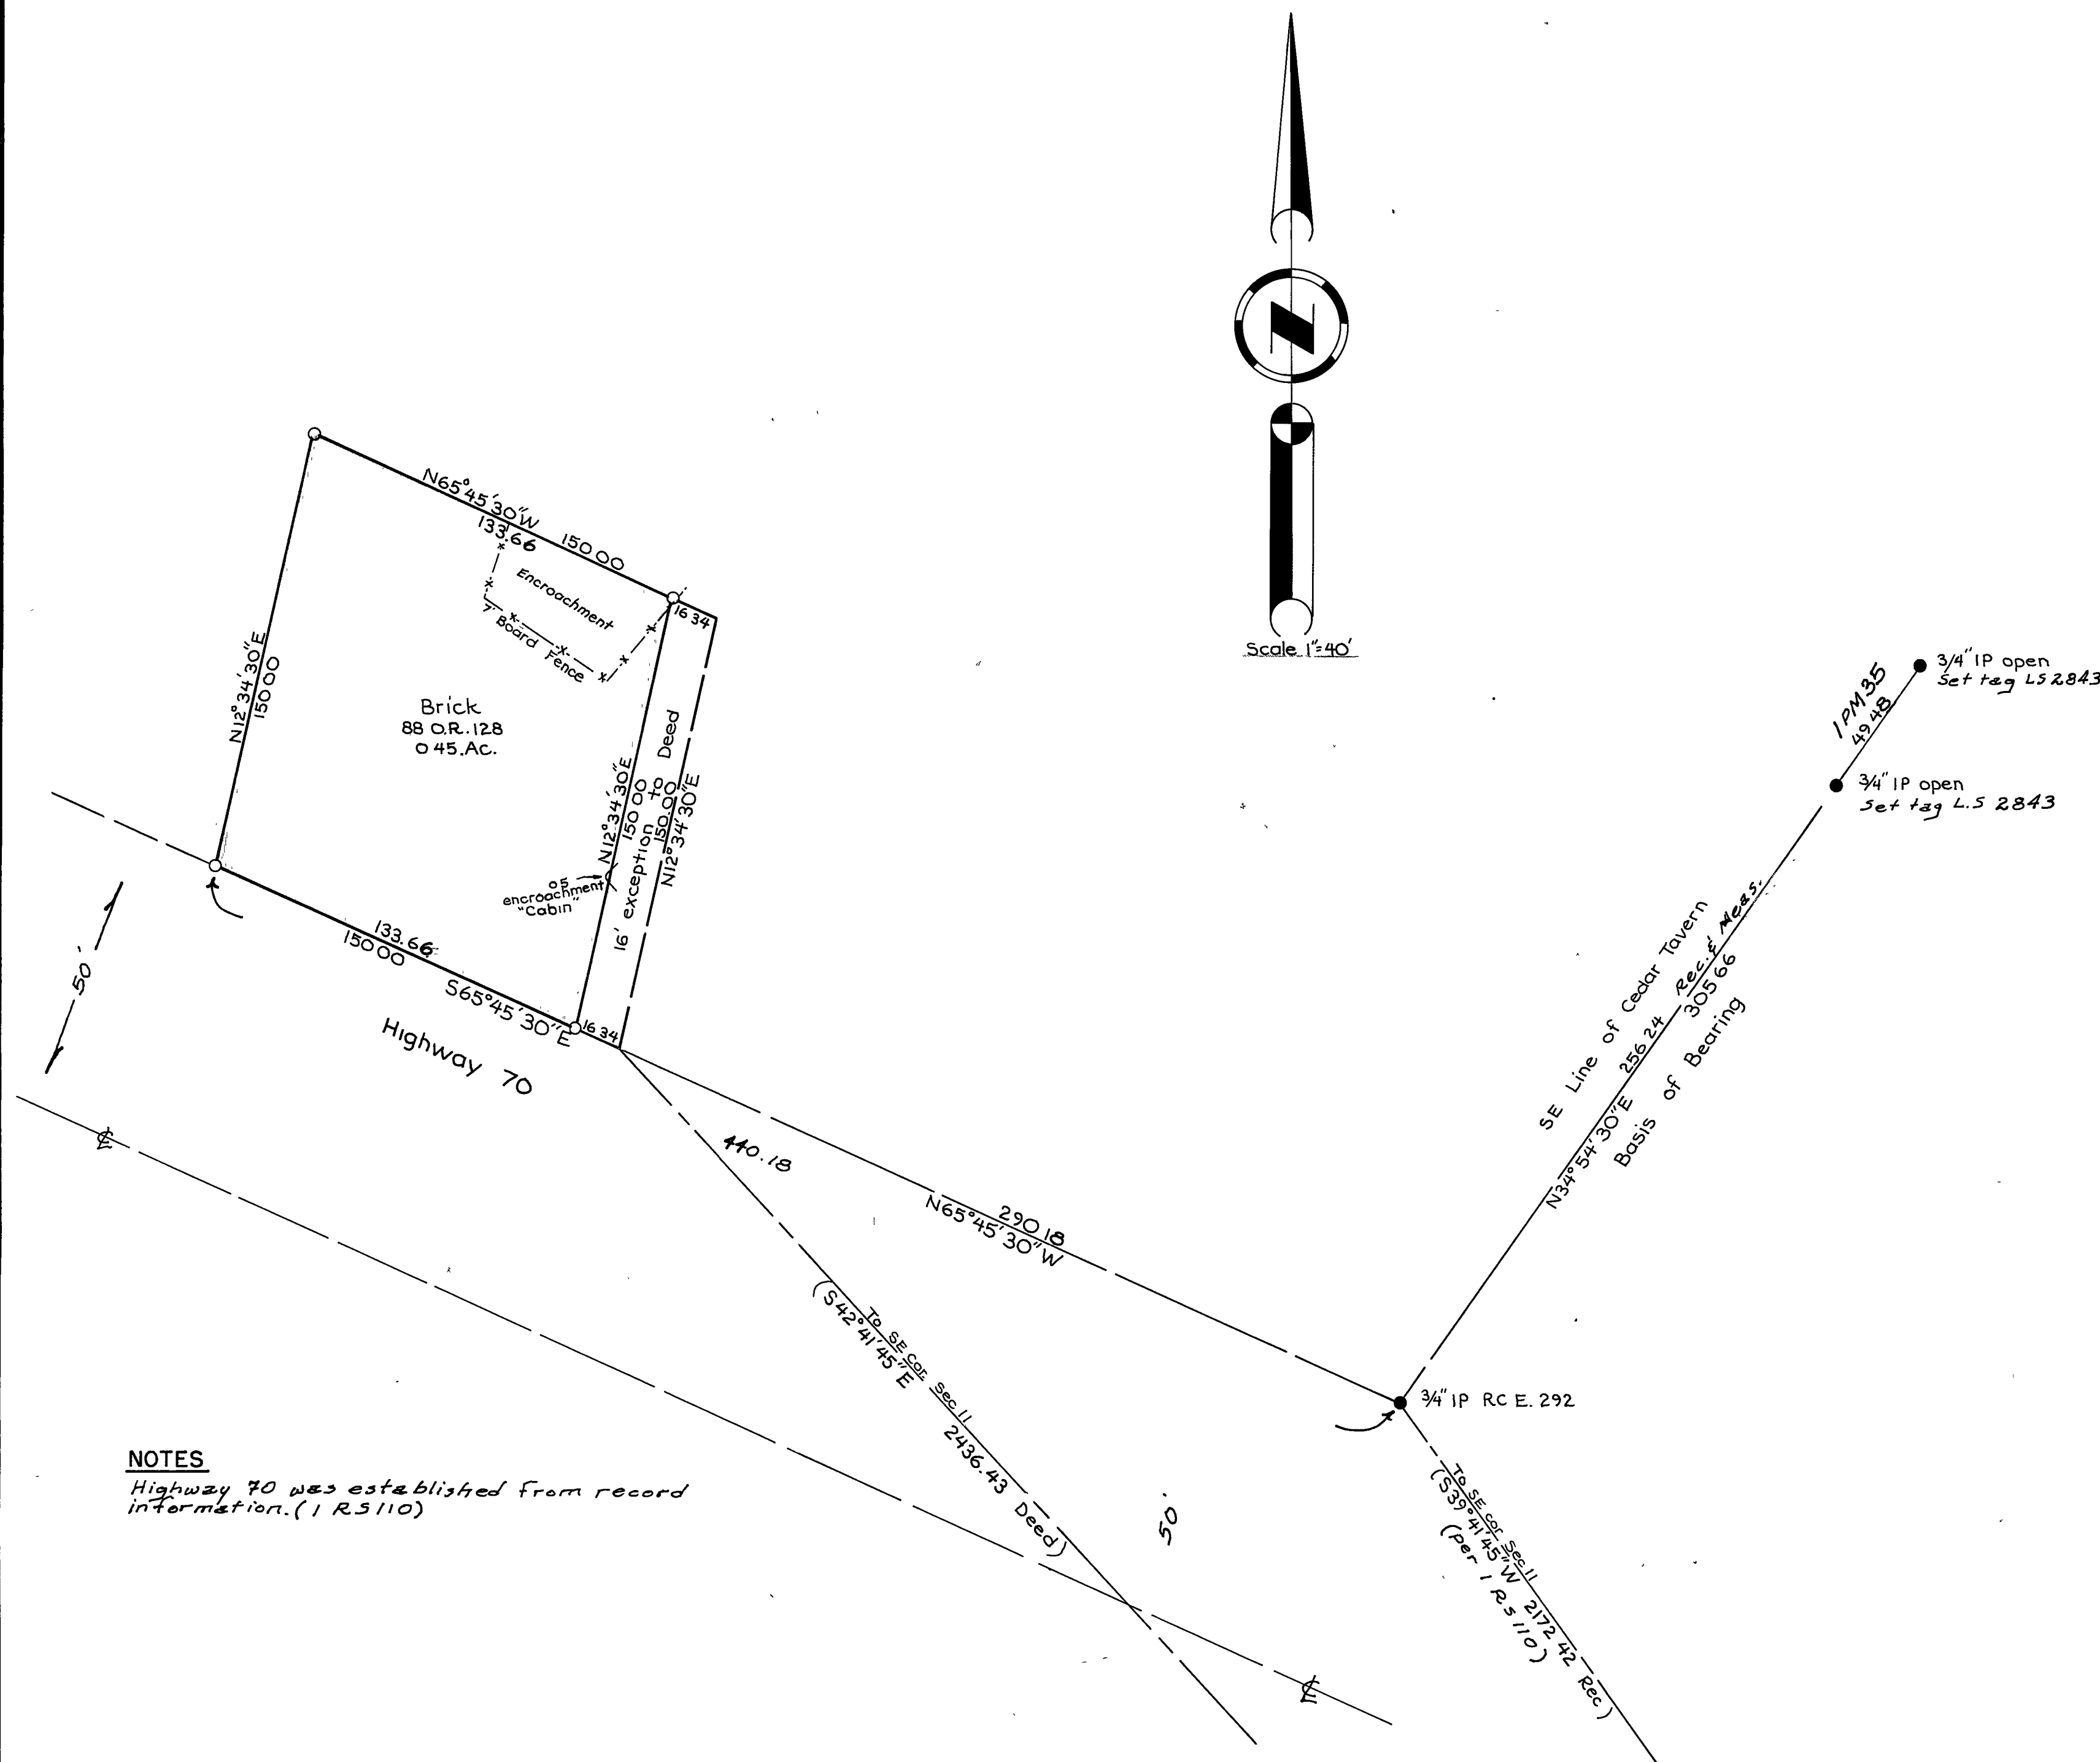 N
Scale 1"=40'
N65°45'30"W
133.66
150 00
16 34
Encroachment
7' Board Fence
N12°34'30"E
150 00
Brick
88 O.R. 128
0 45.Ac.
N12°34'30"E
150 00
16' exception to Deed
150.00
N12°34'30"E
0 5
encroachment
"Cabin"
133.66
150 00
S65°45'30"E
16 34
50'
Highway 70
℄
440.18
290 18
N65°45'30"W
To SE Cor. Sec 11
(S42°41'45"E 2436.43 Deed)
50'
℄
1PM35
49 48
3/4" IP open
Set tag LS 2843
3/4" IP open
Set tag L.S 2843
SE Line of Cedar Tavern
Rec. & Meas.
N34°54'30"E 256 24 305 66
Basis of Bearing
3/4" IP RC E. 292
To SE cor Sec 11
(S39°41'45"W 2172 42 Rec)
(per 1 RS 110)
NOTES
Highway 70 was established from record
information. (1 RS110)